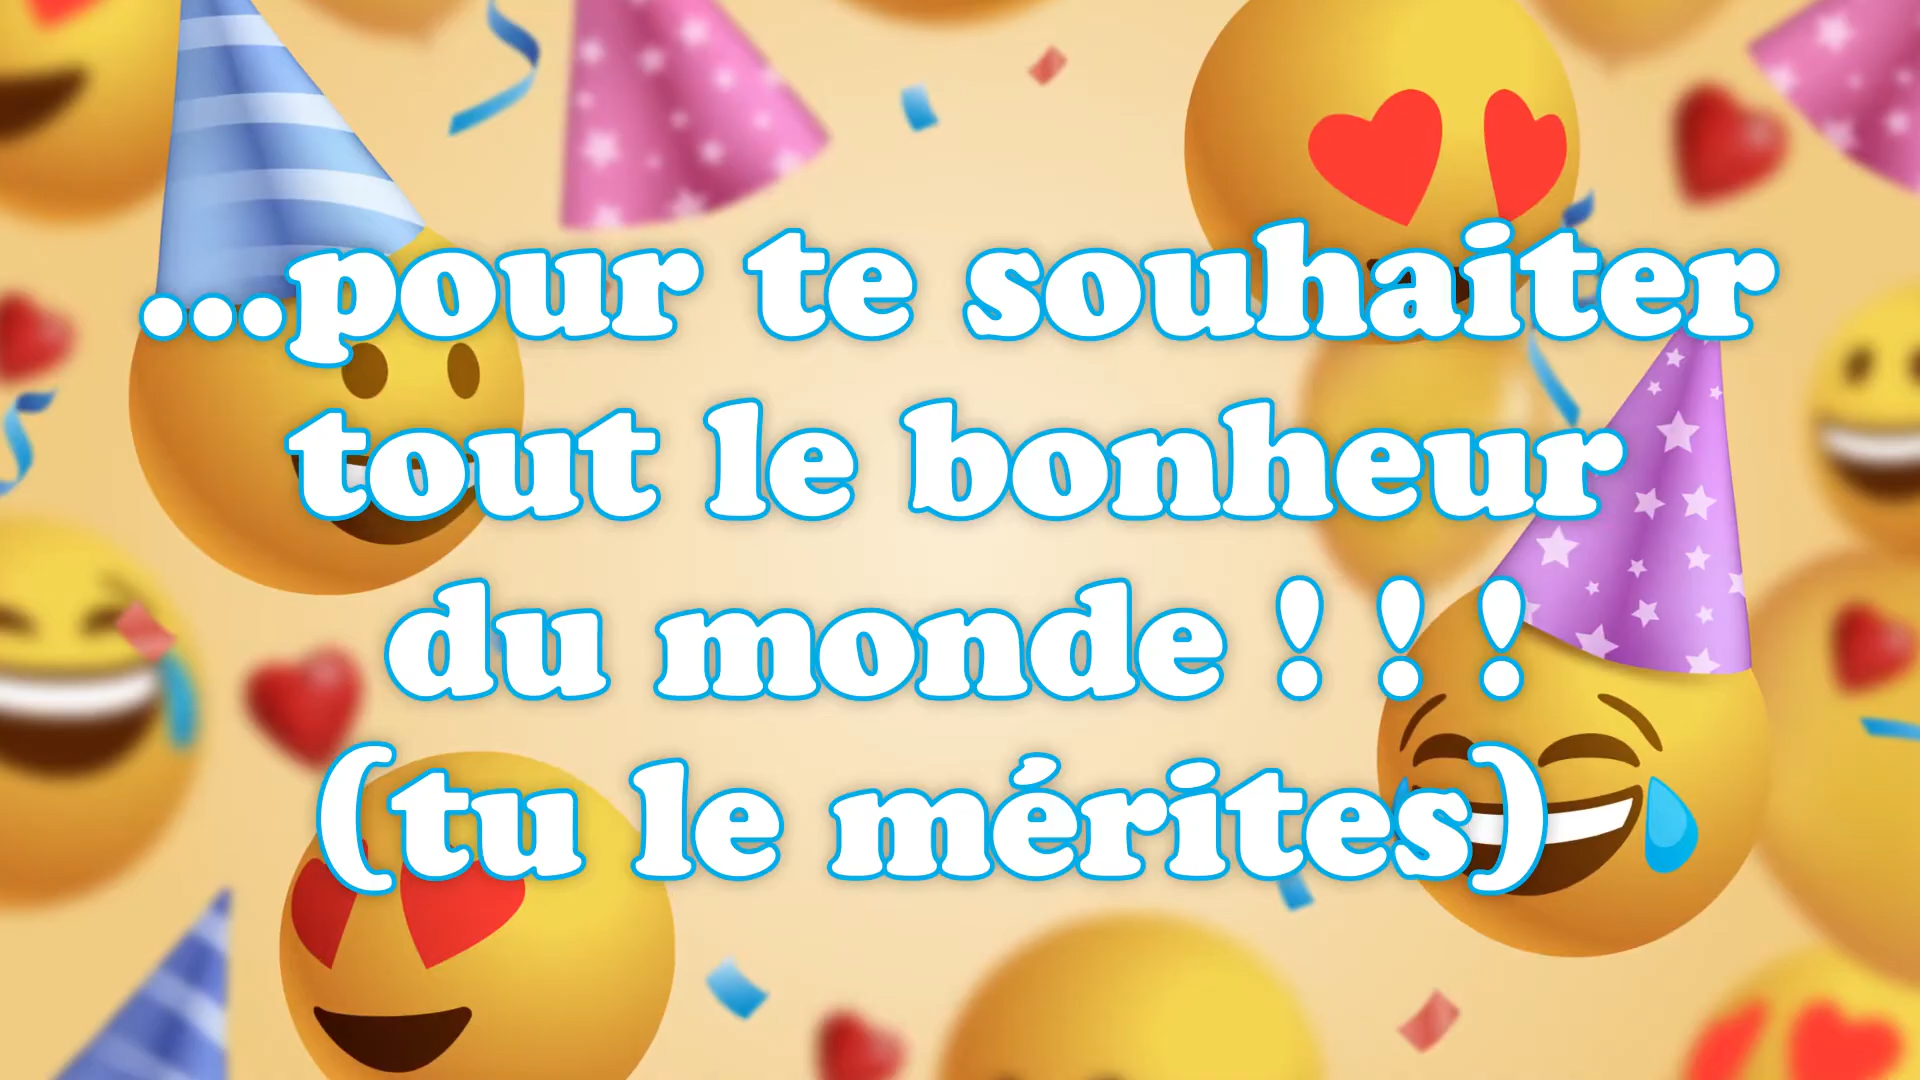 ...pour te souhaiter
tout le bonheur
du monde ! ! !
(tu le mérites)